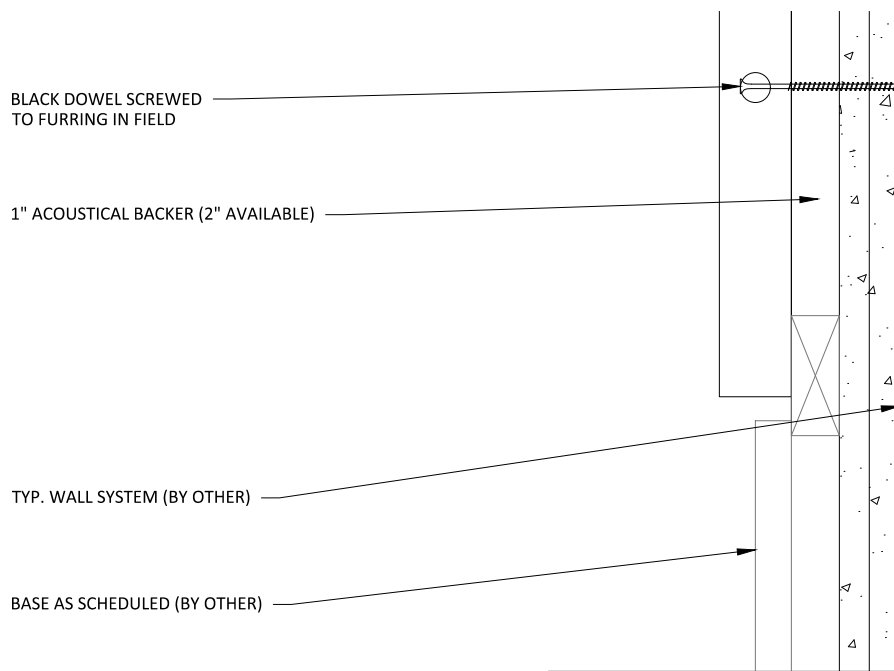 BLACK DOWEL SCREWED
TO FURRING IN FIELD
1" ACOUSTICAL BACKER (2" AVAILABLE)
TYP. WALL SYSTEM (BY OTHER)
BASE AS SCHEDULED (BY OTHER)